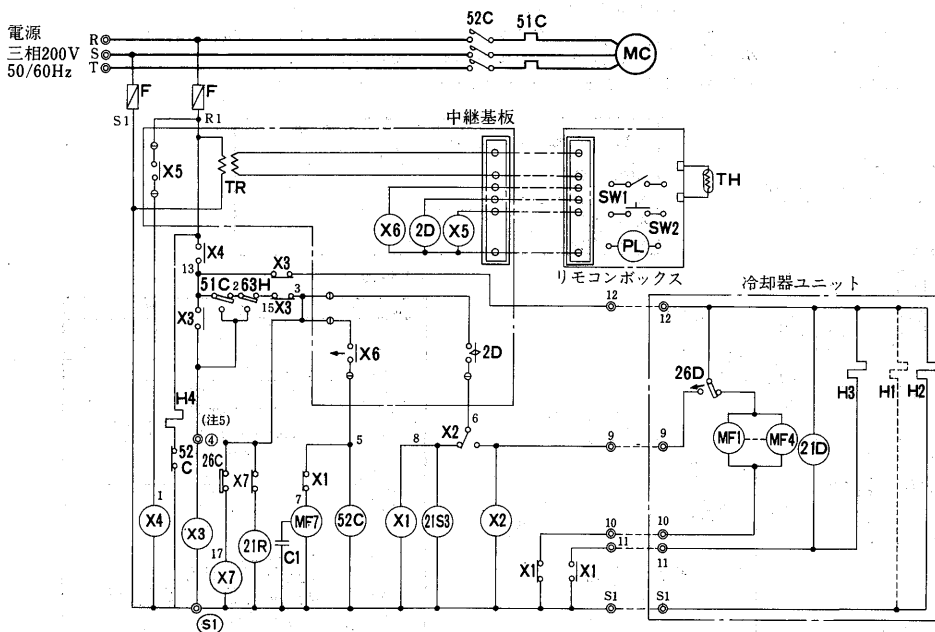 電源
三相200V
50/60Hz
R
S
T
52C
51C
MC
F
F
S1
R1
中継基板
X5
TR
X6
2D
X5
SW1
SW2
PL
TH
リモコンボックス
冷却器ユニット
X4
13
X3
51C
2
63H
3
15
X3
12
12
X3
X6
2D
26D
H3
H1
H2
H4
(注5)
④
6
X2
9
9
MF1
MF4
21D
52
C
26C
X7
X1
5
8
7
1
X4
X3
17
X7
21R
C1
MF7
52C
X1
21S3
X2
10
10
11
11
X1
X1
S1
S1
S1